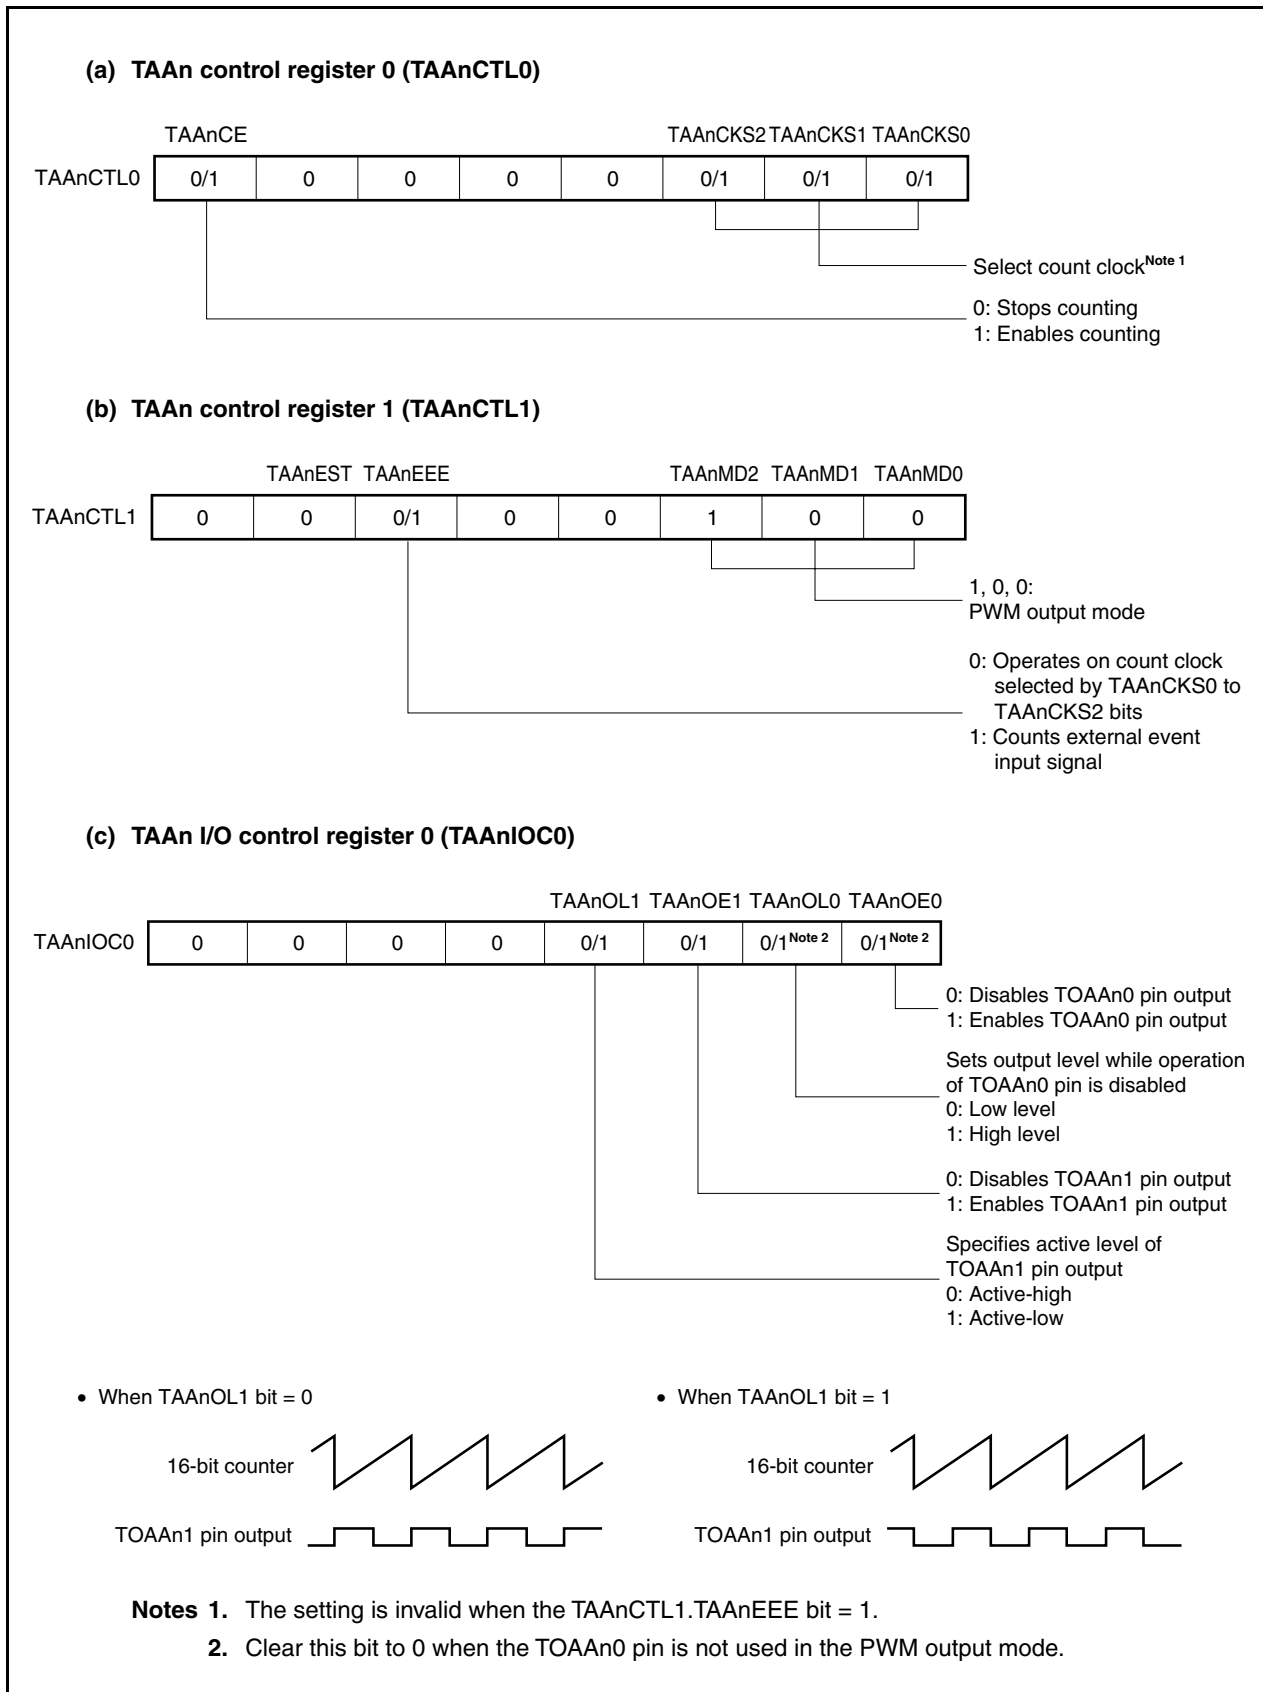 (a) TAAn control register 0 (TAAnCTL0)
TAAnCE TAAnCKS2 TAAnCKS1 TAAnCKS0
TAAnCTL0 0/1 0 0 0 0 0/1 0/1 0/1
Select count clock Note 1
0: Stops counting
1: Enables counting
(b) TAAn control register 1 (TAAnCTL1)
TAAnEST TAAnEEE TAAnMD2 TAAnMD1 TAAnMD0
TAAnCTL1 0 0 0/1 0 0 1 0 0
1, 0, 0:
PWM output mode
0: Operates on count clock
selected by TAAnCKS0 to
TAAnCKS2 bits
1: Counts external event
input signal
(c) TAAn I/O control register 0 (TAAnIOC0)
TAAnOL1 TAAnOE1 TAAnOL0 TAAnOE0
TAAnIOC0 0 0 0 0 0/1 0/1 0/1 Note 2 0/1 Note 2
0: Disables TOAAn0 pin output
1: Enables TOAAn0 pin output
Sets output level while operation
of TOAAn0 pin is disabled
0: Low level
1: High level
0: Disables TOAAn1 pin output
1: Enables TOAAn1 pin output
Specifies active level of
TOAAn1 pin output
0: Active-high
1: Active-low
• When TAAnOL1 bit = 0
16-bit counter
TOAAn1 pin output
• When TAAnOL1 bit = 1
16-bit counter
TOAAn1 pin output
Notes 1. The setting is invalid when the TAAnCTL1.TAAnEEE bit = 1.
2. Clear this bit to 0 when the TOAAn0 pin is not used in the PWM output mode.